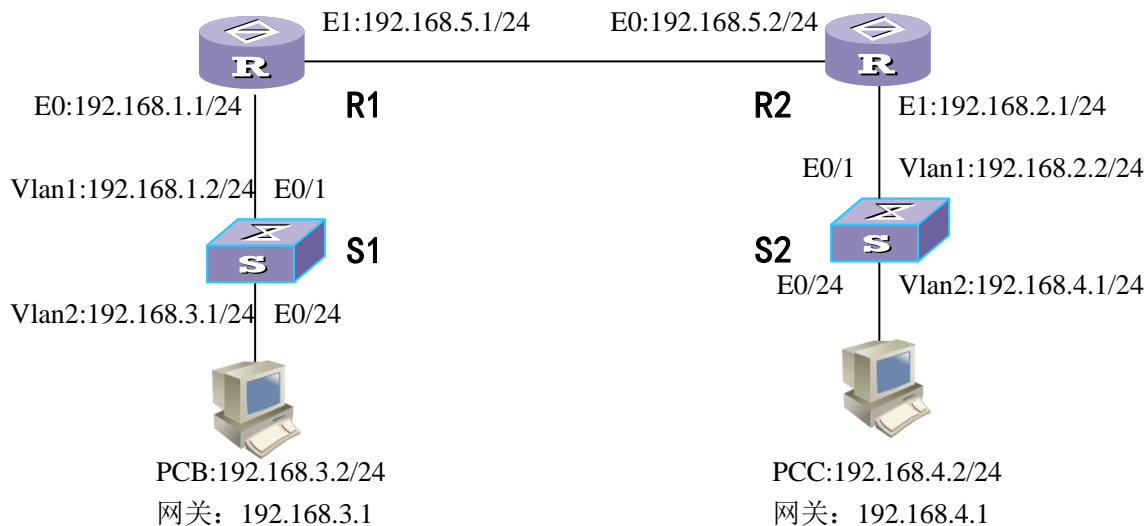 E1:192.168.5.1/24 E0:192.168.5.2/24
R R
E0:192.168.1.1/24 R1 R2 E1:192.168.2.1/24
Vlan1:192.168.1.2/24 E0/1 E0/1 Vlan1:192.168.2.2/24
S S1 S2 S
Vlan2:192.168.3.1/24 E0/24 E0/24 Vlan2:192.168.4.1/24
PCB:192.168.3.2/24 PCC:192.168.4.2/24
网关：192.168.3.1 网关：192.168.4.1